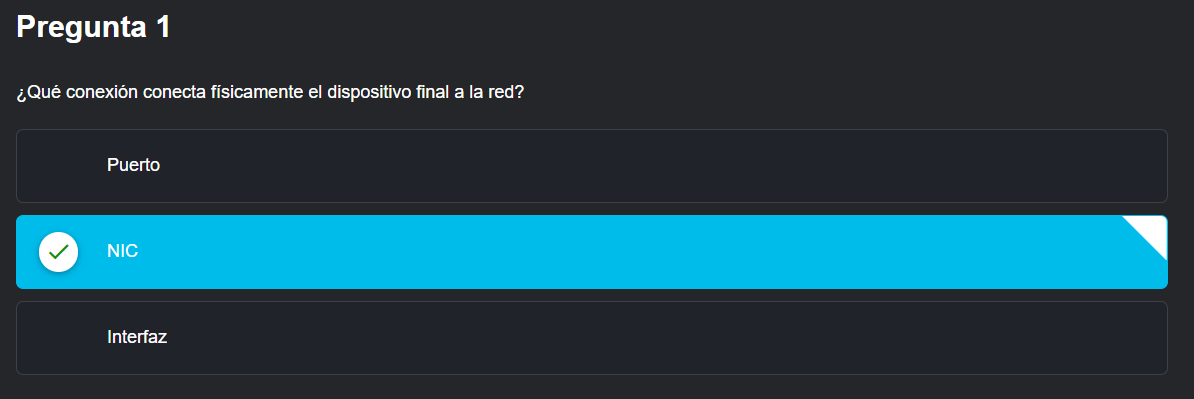 Pregunta 1
¿Qué conexión conecta físicamente el dispositivo final a la red?
Puerto
NIC
Interfaz